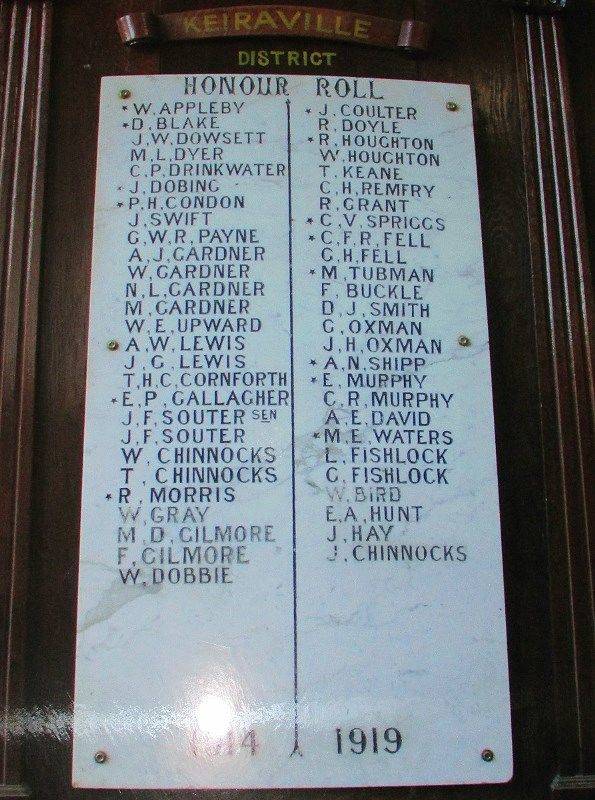 KEIRAVILLE
DISTRICT
HONOUR ROLL
*W. APPLEBY
*D. BLAKE
J. W. DOWSETT
M. L. DYER
C. P. DRINKWATER
J. DOBING
*P. H. CONDON
J. SWIFT
G. W. R. PAYNE
A. J. GARDNER
W. GARDNER
N. L. GARDNER
M. GARDNER
W. E. UPWARD
A. W. LEWIS
J. G. LEWIS
T. H. C. CORNFORTH
*E. P. GALLAGHER
J. F. SOUTER SEN
J. F. SOUTER
W. CHINNOCKS
T. CHINNOCKS
*R. MORRIS
W. GRAY
M. D. GILMORE
F. GILMORE
W. DOBBIE
*J. COULTER
R. DOYLE
*R. HOUGHTON
W. HOUGHTON
T. KEANE
C. H. REMFRY
R. GRANT
*C. V. SPRIGGS
*C. F. R. FELL
G. H. FELL
*M. TUBMAN
F. BUCKLE
D. J. SMITH
G. OXMAN
J. H. OXMAN
*A. N. SHIPP
*E. MURPHY
C. R. MURPHY
A. E. DAVID
*M. E. WATERS
L. FISHLOCK
G. FISHLOCK
W. BIRD
E. A. HUNT
J. HAY
J. CHINNOCKS
1914 1919